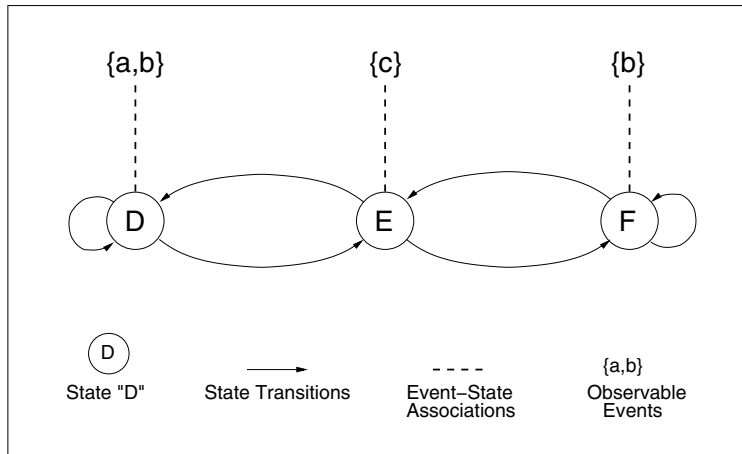 {a,b} {c} {b}
D E F
D {a,b}
State "D" State Transitions Event–State Observable
Associations Events